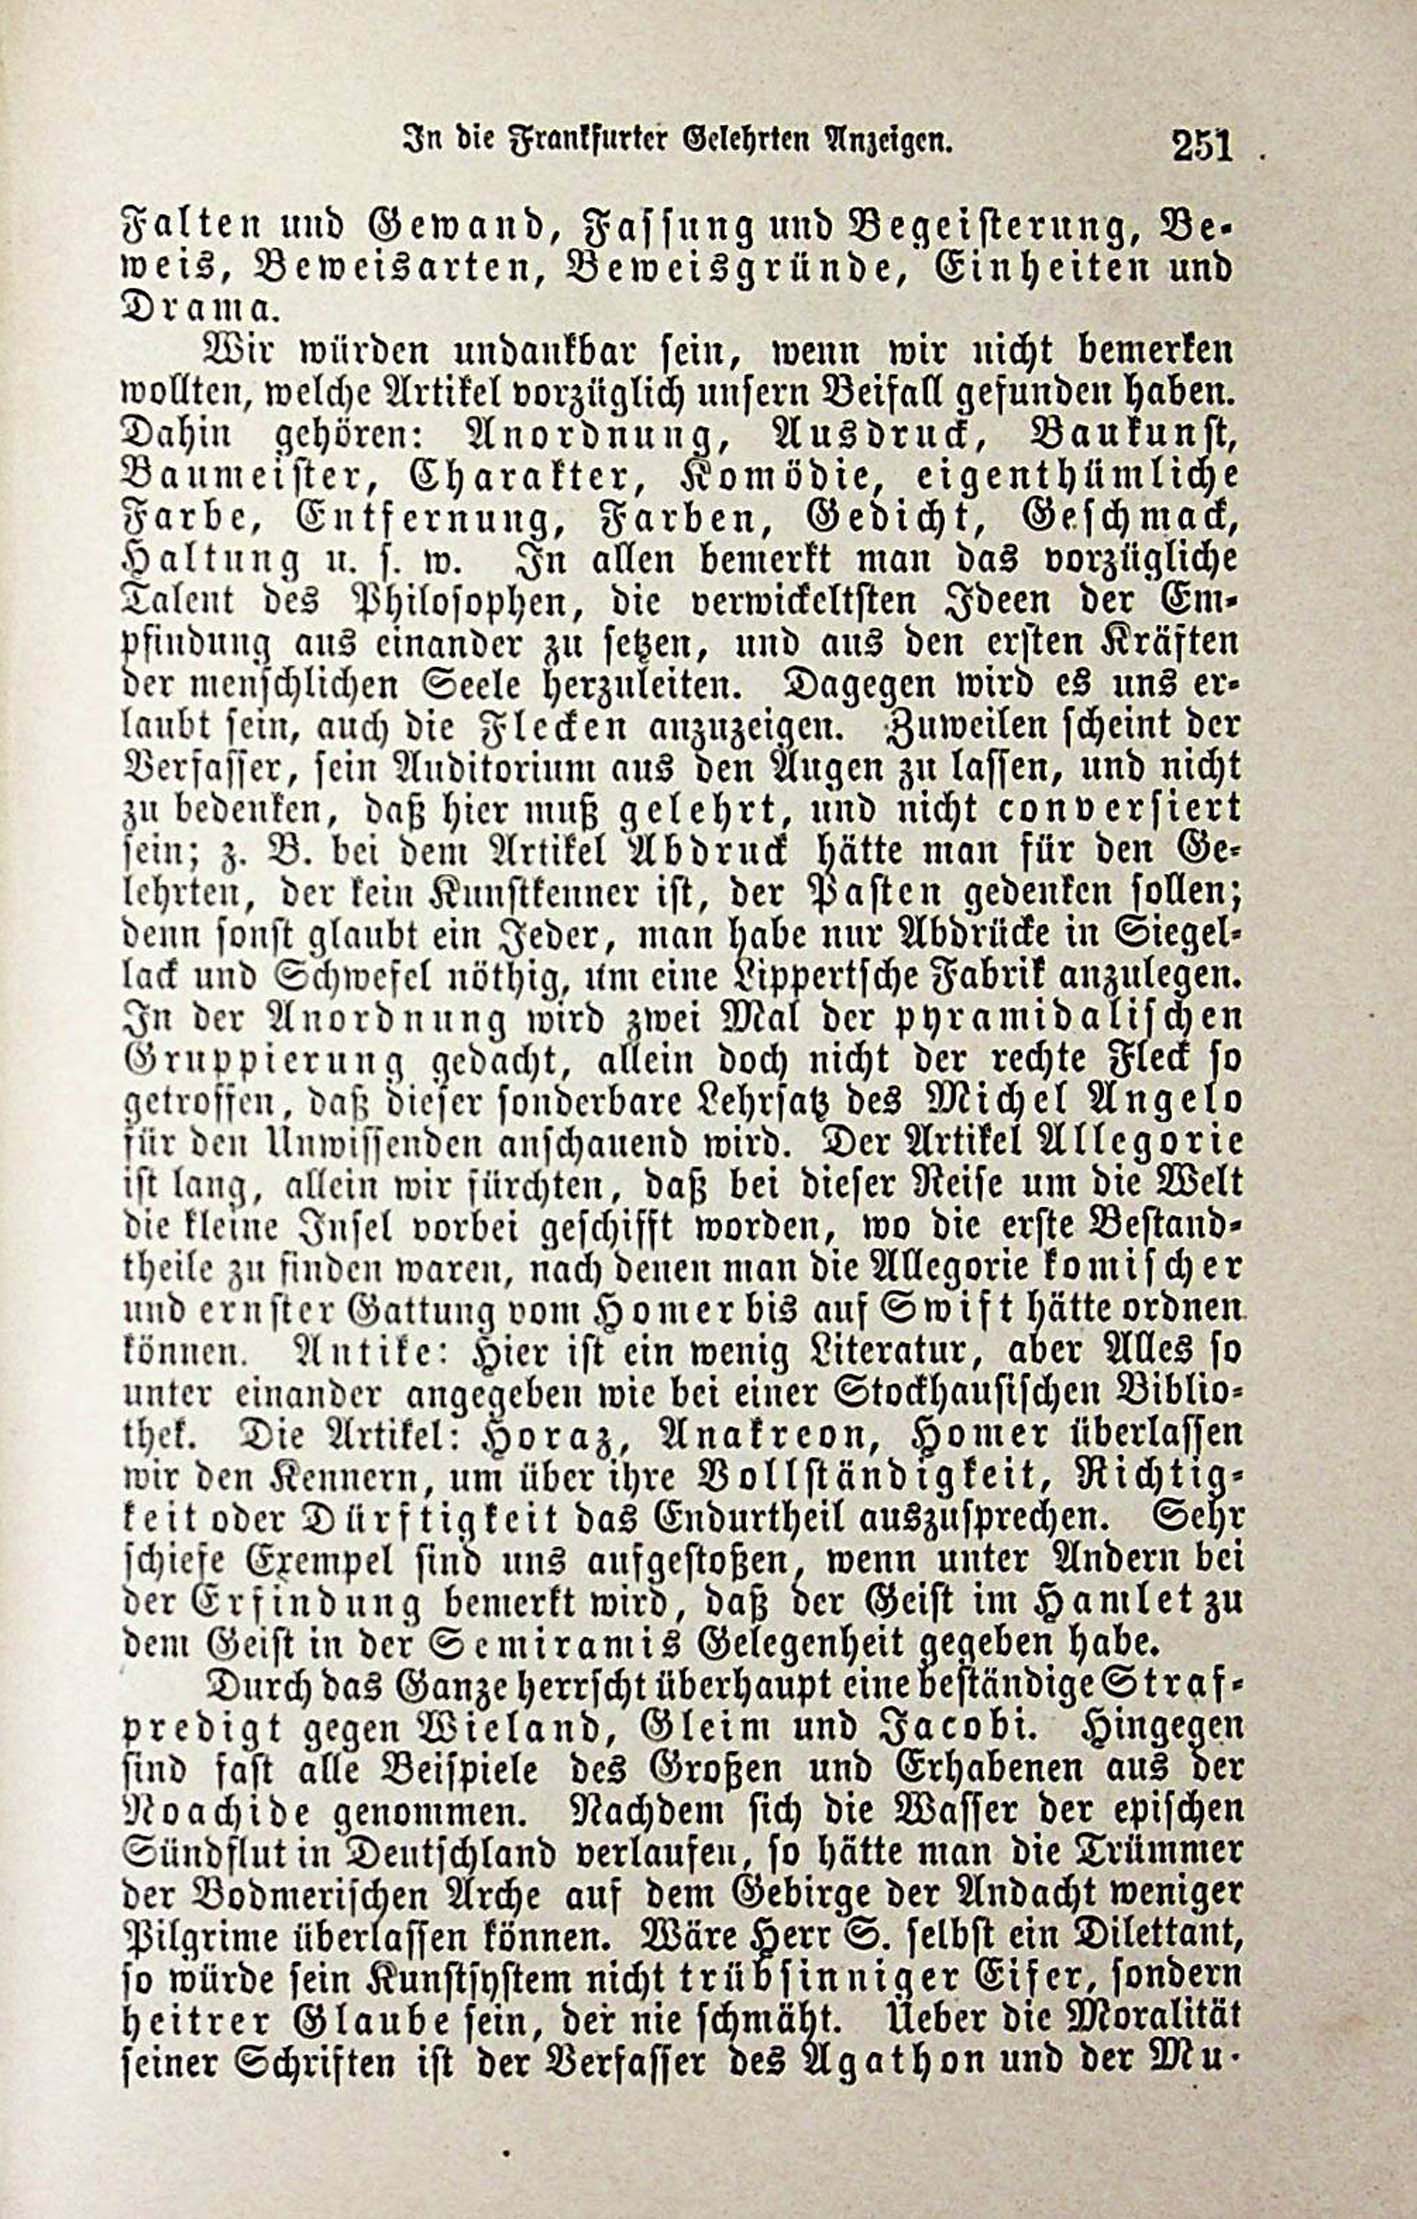 In die Frankfurter Gelehrten Anzeigen. 251
Falten und Gewand, Fassung und Begeisterung, Be-
weis, Beweisarten, Beweisgründe, Einheiten und
Drama.
Wir würden undankbar sein, wenn wir nicht bemerken
wollten, welche Artikel vorzüglich unsern Beifall gefunden haben.
Dahin gehören: Anordnung, Ausdruck, Baukunst,
Baumeister, Charakter, Komödie, eigenthümliche
Farbe, Entfernung, Farben, Gedicht, Geschmack,
Haltung u. s. w. In allen bemerkt man das vorzügliche
Talent des Philosophen, die verwickeltsten Ideen der Em-
pfindung aus einander zu setzen, und aus den ersten Kräften
der menschlichen Seele herzuleiten. Dagegen wird es uns er-
laubt sein, auch die Flecken anzuzeigen. Zuweilen scheint der
Verfasser, sein Auditorium aus den Augen zu lassen, und nicht
zu bedenken, daß hier muß gelehrt, und nicht conversiert
sein; z. B. bei dem Artikel Abdruck hätte man für den Ge-
lehrten, der kein Kunstkenner ist, der Pasten gedenken sollen;
denn sonst glaubt ein Jeder, man habe nur Abdrücke in Siegel-
lack und Schwefel nöthig, um eine Lippertsche Fabrik anzulegen.
In der Anordnung wird zwei Mal der pyramidalischen
Gruppierung gedacht, allein doch nicht der rechte Fleck so
getroffen, daß dieser sonderbare Lehrsatz des Michel Angelo
für den Unwissenden anschauend wird. Der Artikel Allegorie
ist lang, allein wir fürchten, daß bei dieser Reise um die Welt
die kleine Insel vorbei geschifft worden, wo die erste Bestand-
theile zu finden waren, nach denen man die Allegorie komischer
und ernster Gattung vom Homer bis auf Swift hätte ordnen
können. Antike: Hier ist ein wenig Literatur, aber Alles so
unter einander angegeben wie bei einer Stockhausischen Biblio-
thek. Die Artikel: Horaz, Anakreon, Homer überlassen
wir den Kennern, um über ihre Vollständigkeit, Richtig-
keit oder Dürftigkeit das Endurtheil auszusprechen. Sehr
schiefe Exempel sind uns aufgestoßen, wenn unter Andern bei
der Erfindung bemerkt wird, daß der Geist im Hamlet zu
dem Geist in der Semiramis Gelegenheit gegeben habe.
Durch das Ganze herrscht überhaupt eine beständige Straf-
predigt gegen Wieland, Gleim und Jacobi. Hingegen
sind fast alle Beispiele des Großen und Erhabenen aus der
Noachide genommen. Nachdem sich die Wasser der epischen
Sündflut in Deutschland verlaufen, so hätte man die Trümmer
der Bodmerischen Arche auf dem Gebirge der Andacht weniger
Pilgrime überlassen können. Wäre Herr S. selbst ein Dilettant,
so würde sein Kunstsystem nicht trübsinniger Eifer, sondern
heitrer Glaube sein, der nie schmäht. Ueber die Moralität
seiner Schriften ist der Verfasser des Agathon und der Mu-